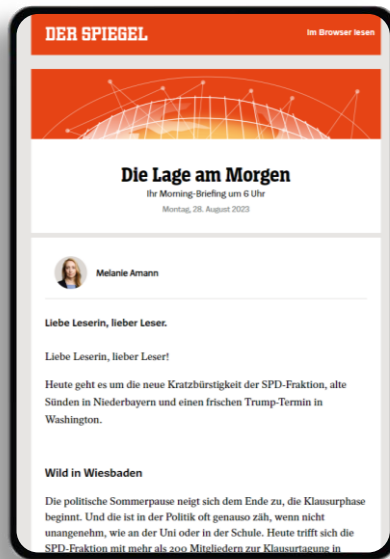 DER SPIEGEL
Im Browser lesen
Die Lage am Morgen
Ihr Morning-Briefing um 6 Uhr
Montag, 28. August 2023
Melanie Amann
Liebe Leserin, lieber Leser.
Liebe Leserin, lieber Leser!
Heute geht es um die neue Kratzbürstigkeit der SPD-Fraktion, alte
Sünden in Niederbayern und einen frischen Trump-Termin in
Washington.
Wild in Wiesbaden
Die politische Sommerpause neigt sich dem Ende zu, die Klausurphase
beginnt. Und die ist in der Politik oft genauso zäh, wenn nicht
unangenehm, wie an der Uni oder in der Schule. Heute trifft sich die
SPD-Fraktion mit mehr als 200 Mitgliedern zur Klausurtagung in